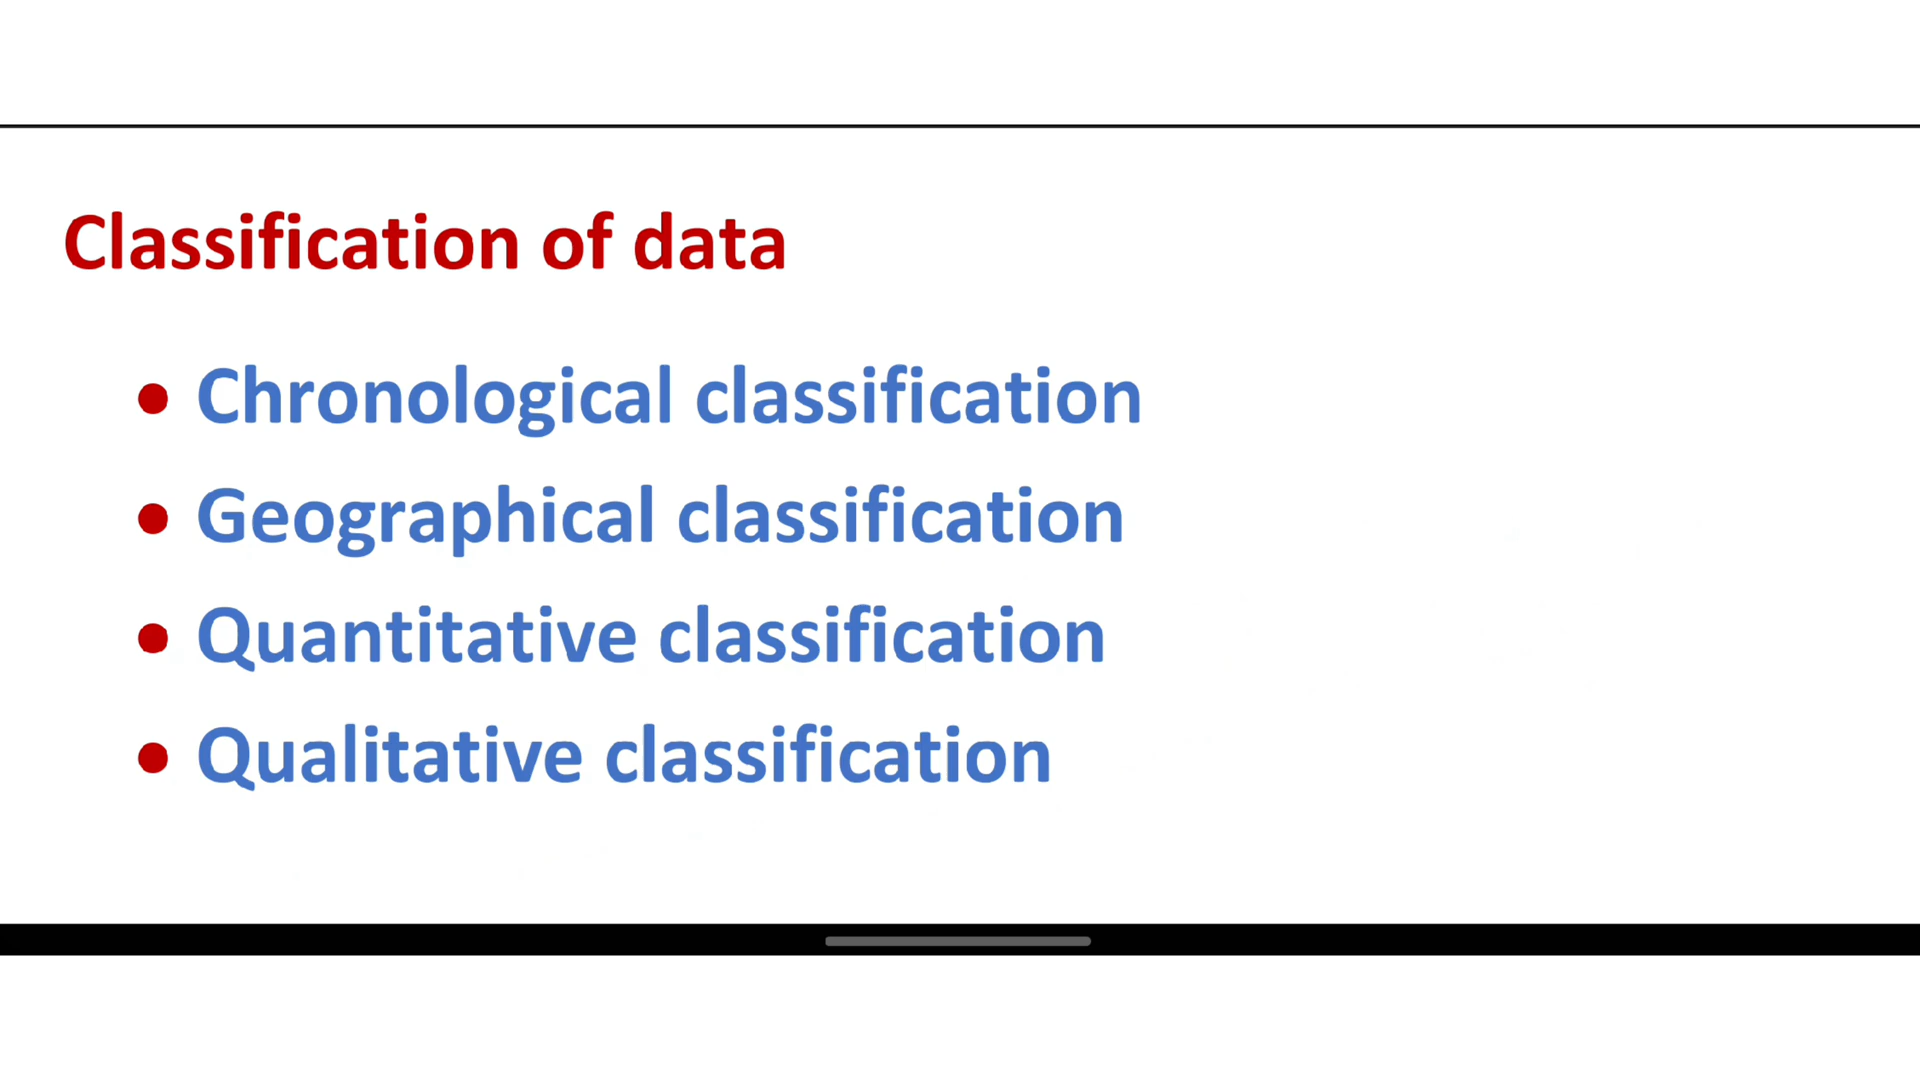 Classification of data
• Chronological classification
• Geographical classification
• Quantitative classification
• Qualitative classification